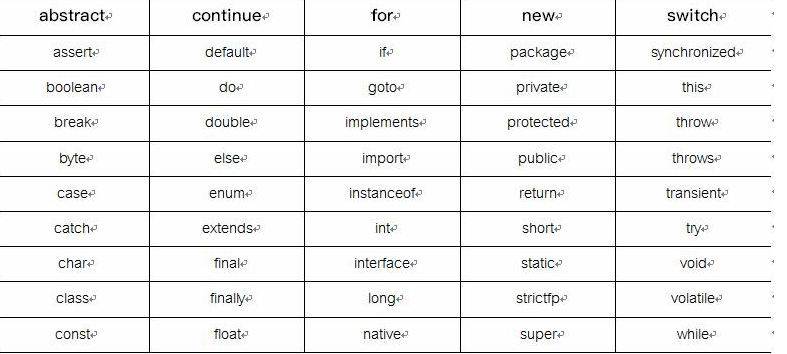 abstract continue for new switch
assert default if package synchronized
boolean do goto private this
break double implements protected throw
byte else import public throws
case enum instanceof return transient
catch extends int short try
char final interface static void
class finally long strictfp volatile
const float native super while